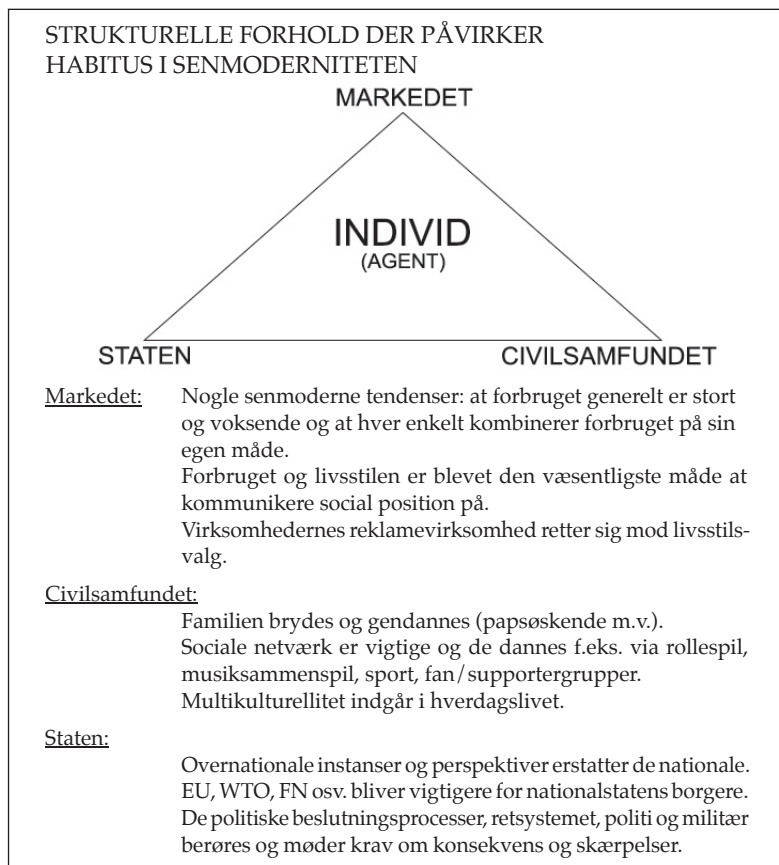 STRUKTURELLE FORHOLD DER PÅVIRKER
HABITUS I SENMODERNITETEN
MARKEDET
INDIVID
(AGENT)
STATEN
CIVILSAMFUNDET
Markedet: Nogle senmoderne tendenser: at forbruget generelt er stort
og voksende og at hver enkelt kombinerer forbruget på sin
egen måde.
Forbruget og livsstilen er blevet den væsentligste måde at
kommunikere social position på.
Virksomhedernes reklamevirksomhed retter sig mod livsstils-
valg.
Civilsamfundet:
Familien brydes og gendannes (papsøskende m.v.).
Sociale netværk er vigtige og de dannes f.eks. via rollespil,
musiksammenspil, sport, fan/supportergrupper.
Multikulturellitet indgår i hverdagslivet.
Staten:
Overnationale instanser og perspektiver erstatter de nationale.
EU, WTO, FN osv. bliver vigtigere for nationalstatens borgere.
De politiske beslutningsprocesser, retsystemet, politi og militær
berøres og møder krav om konsekvens og skærpelser.